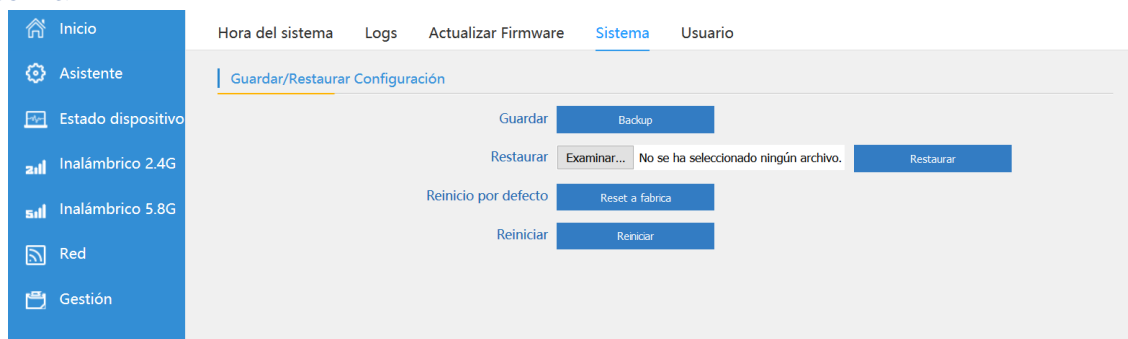 Inicio
Asistente
Estado dispositivo
Inalámbrico 2.4G
Inalámbrico 5.8G
Red
Gestión
Hora del sistema Logs Actualizar Firmware Sistema Usuario
Guardar/Restaurar Configuración
Guardar Backup
Restaurar Examinar... No se ha seleccionado ningún archivo. Restaurar
Reinicio por defecto Reset a fabrica
Reiniciar Reiniciar